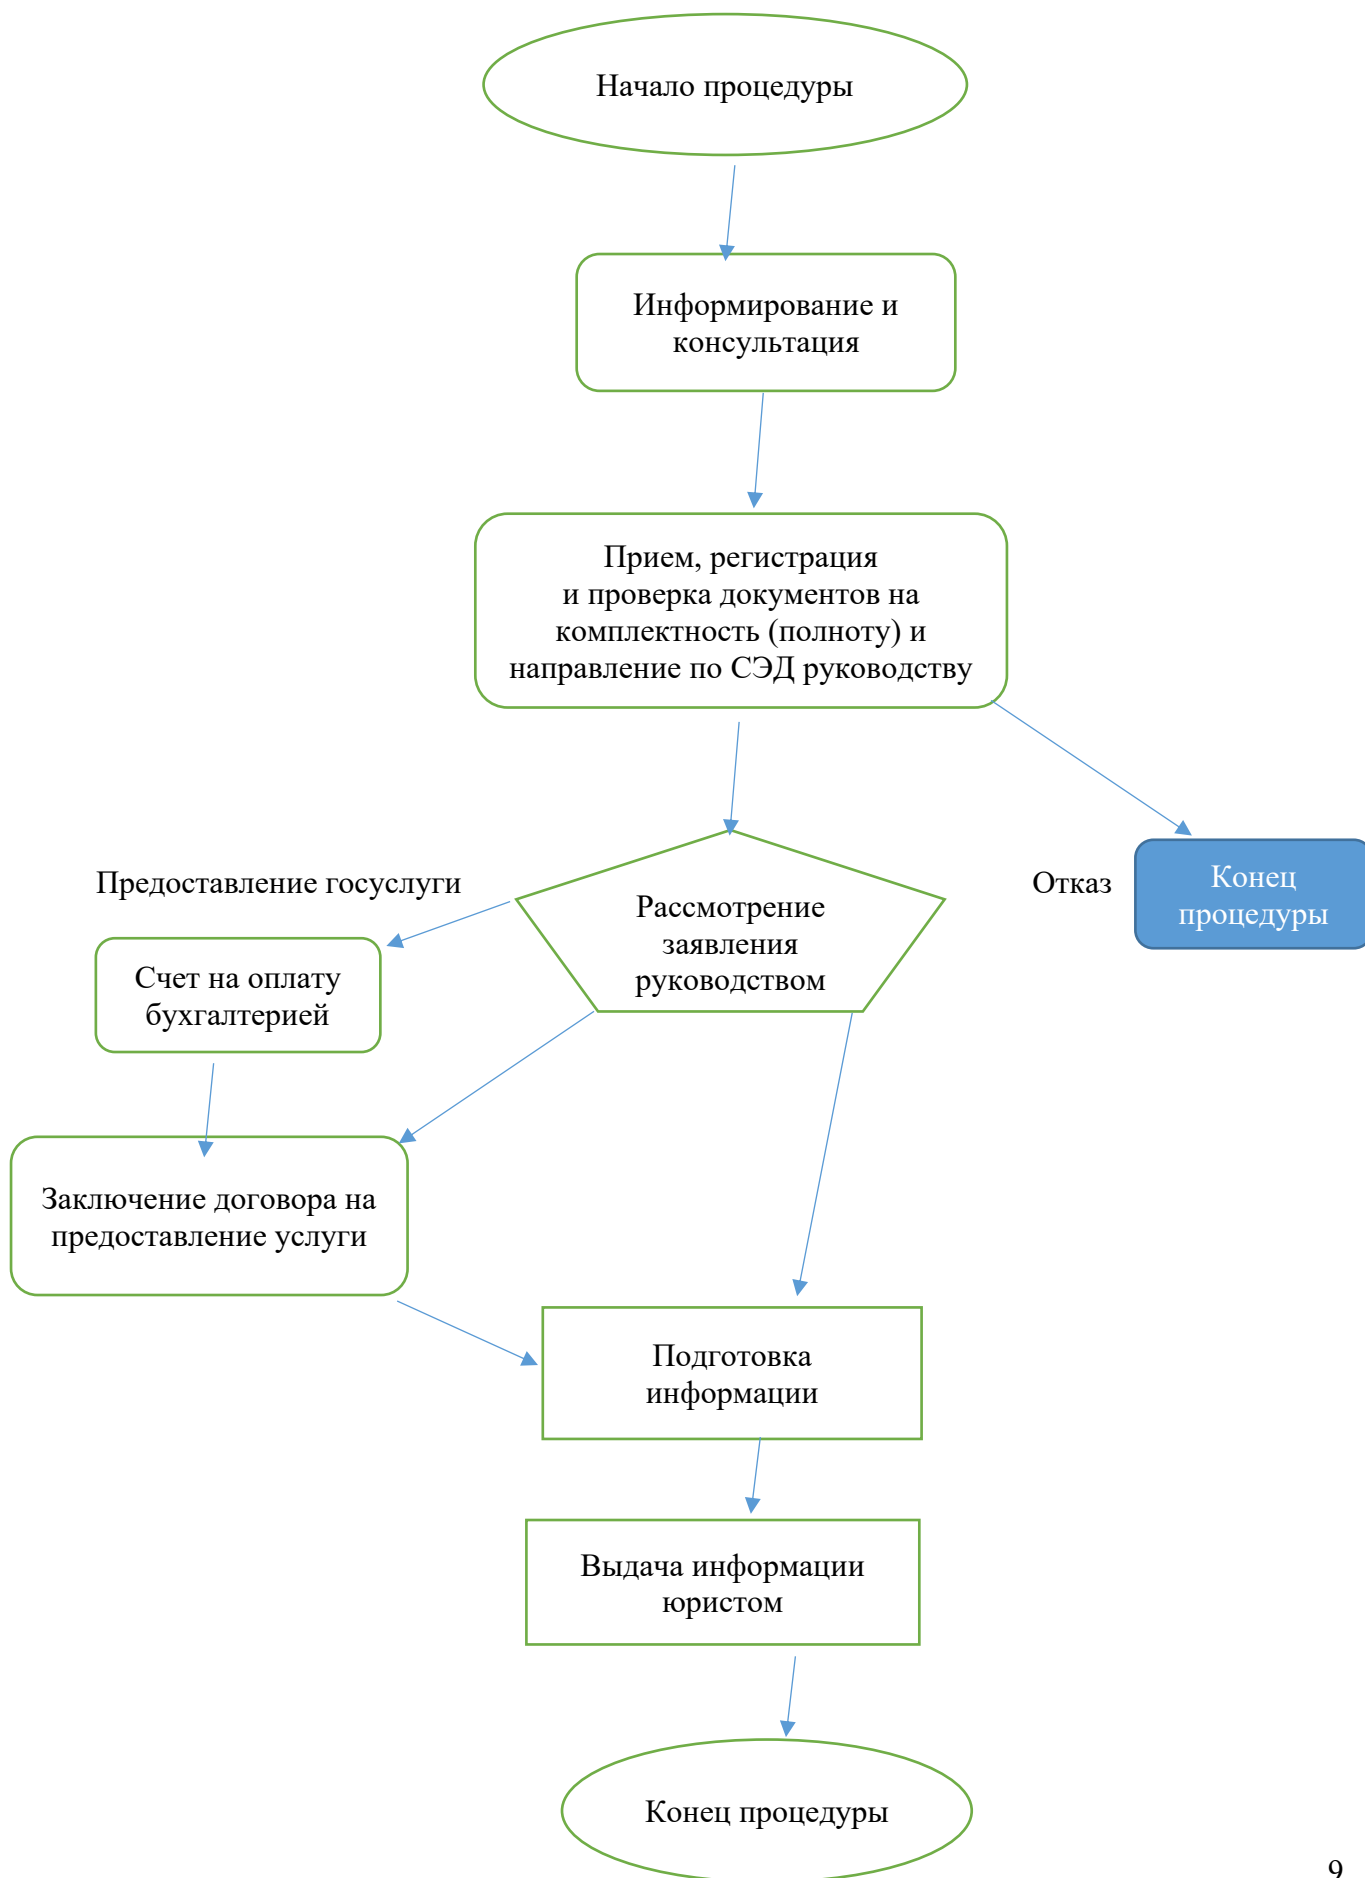 Начало процедуры
Информирование и
консультация
Прием, регистрация
и проверка документов на
комплектность (полноту) и
направление по СЭД руководству
Предоставление госуслуги
Рассмотрение
заявления
руководством
Отказ
Конец
процедуры
Счет на оплату
бухгалтерией
Заключение договора на
предоставление услуги
Подготовка
информации
Выдача информации
юристом
Конец процедуры
9